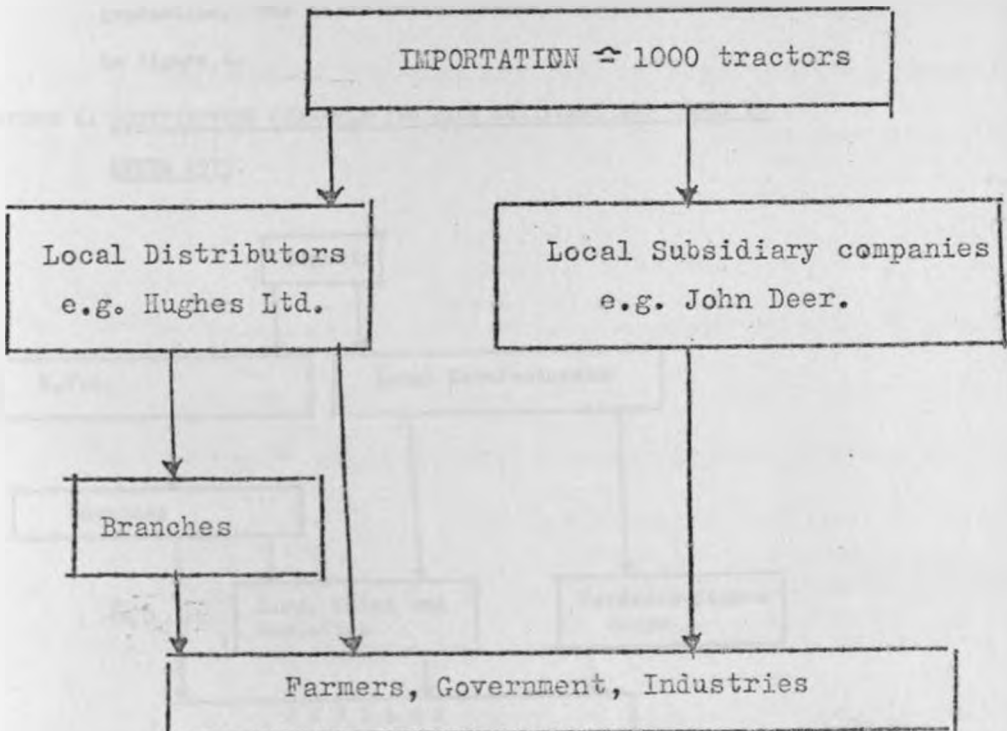 IMPORTATION ≏ 1000 tractors
Local Distributors
e.g. Hughes Ltd.
Local Subsidiary companies
e.g. John Deer.
Branches
Farmers, Government, Industries